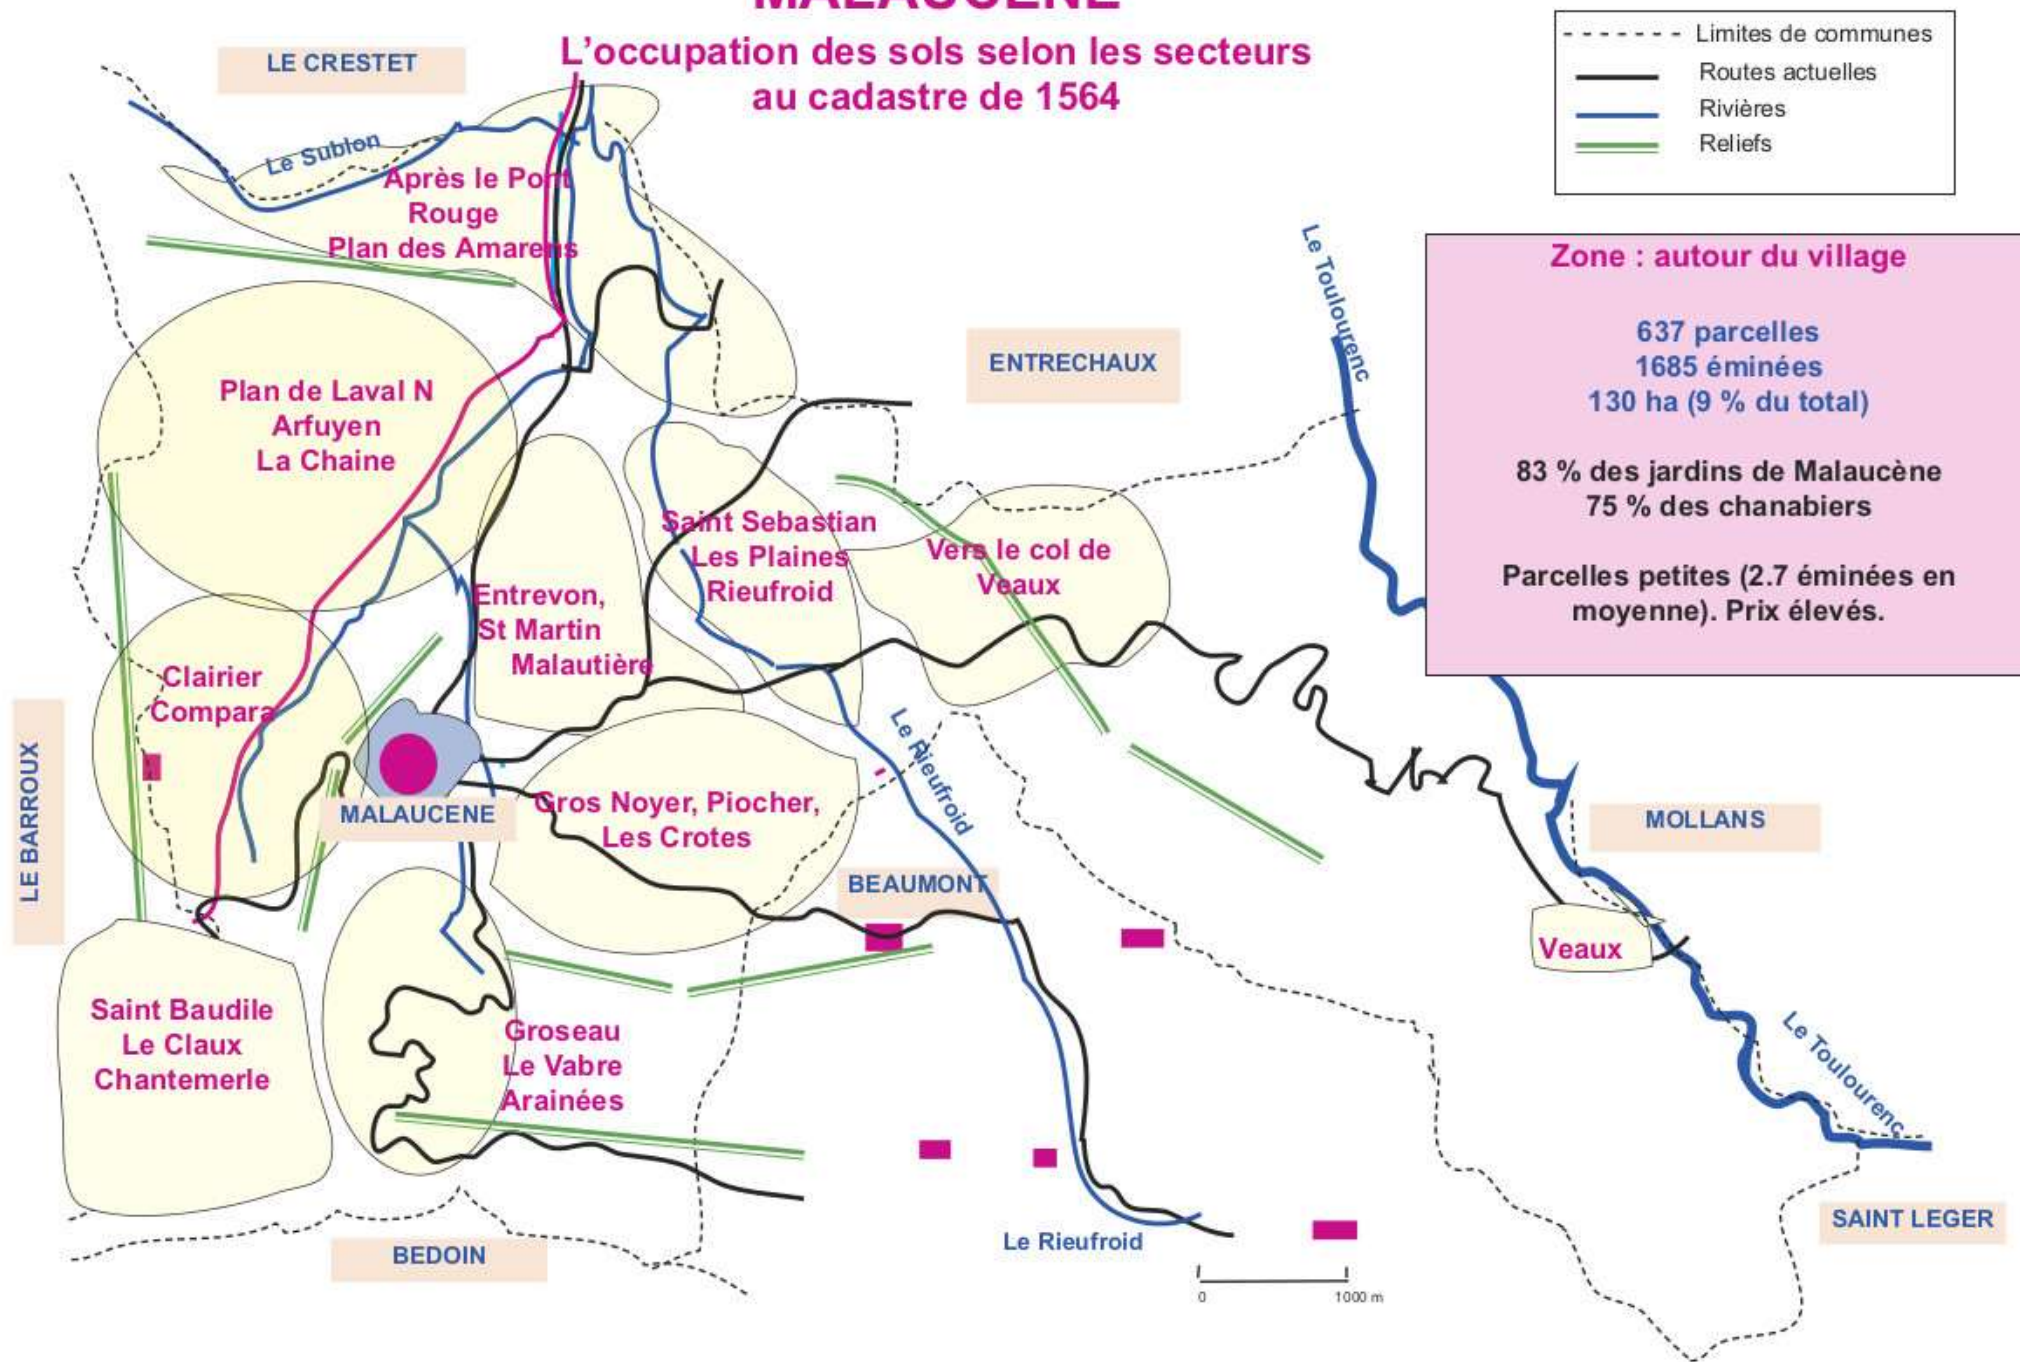 MALAUCENE
L'occupation des sols selon les secteurs
au cadastre de 1564
Limites de communes
Routes actuelles
Rivières
Reliefs
LE CRESTET
Le Sublon
Après le Pont
Rouge
Plan des Amarens
Le Toulourenc
Zone : autour du village
637 parcelles
1685 éminées
130 ha (9 % du total)
83 % des jardins de Malaucène
75 % des chanabiers
Parcelles petites (2.7 éminées en
moyenne). Prix élevés.
ENTRECHAUX
Plan de Laval N
Arfuyen
La Chaine
Saint Sebastian
Les Plaines
Rieufroid
Vers le col de
Veaux
Entrevon,
St Martin
Malautière
Clairier
Compara
LE BARROUX
MALAUCENE
Gros Noyer, Piocher,
Les Crotes
Le Rieufroid
BEAUMONT
MOLLANS
Veaux
Saint Baudile
Le Claux
Chantemerle
Groseau
Le Vabre
Arainées
Le Toulourenc
SAINT LEGER
BEDOIN
Le Rieufroid
0 1000 m